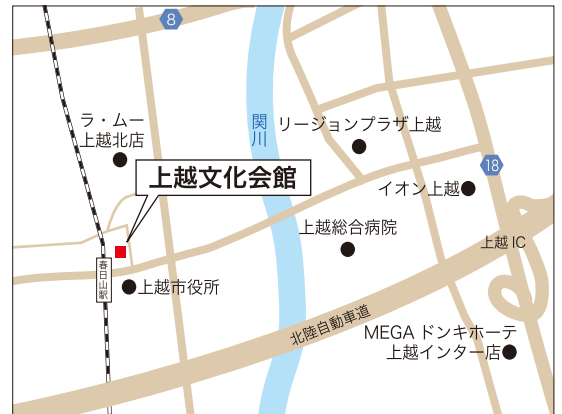 8
ラ・ムー
上越北店
関川
リージョンプラザ上越
上越文化会館
18
イオン上越
上越総合病院
上越 IC
春日山駅
上越市役所
北陸自動車道
MEGA ドンキホーテ
上越インター店